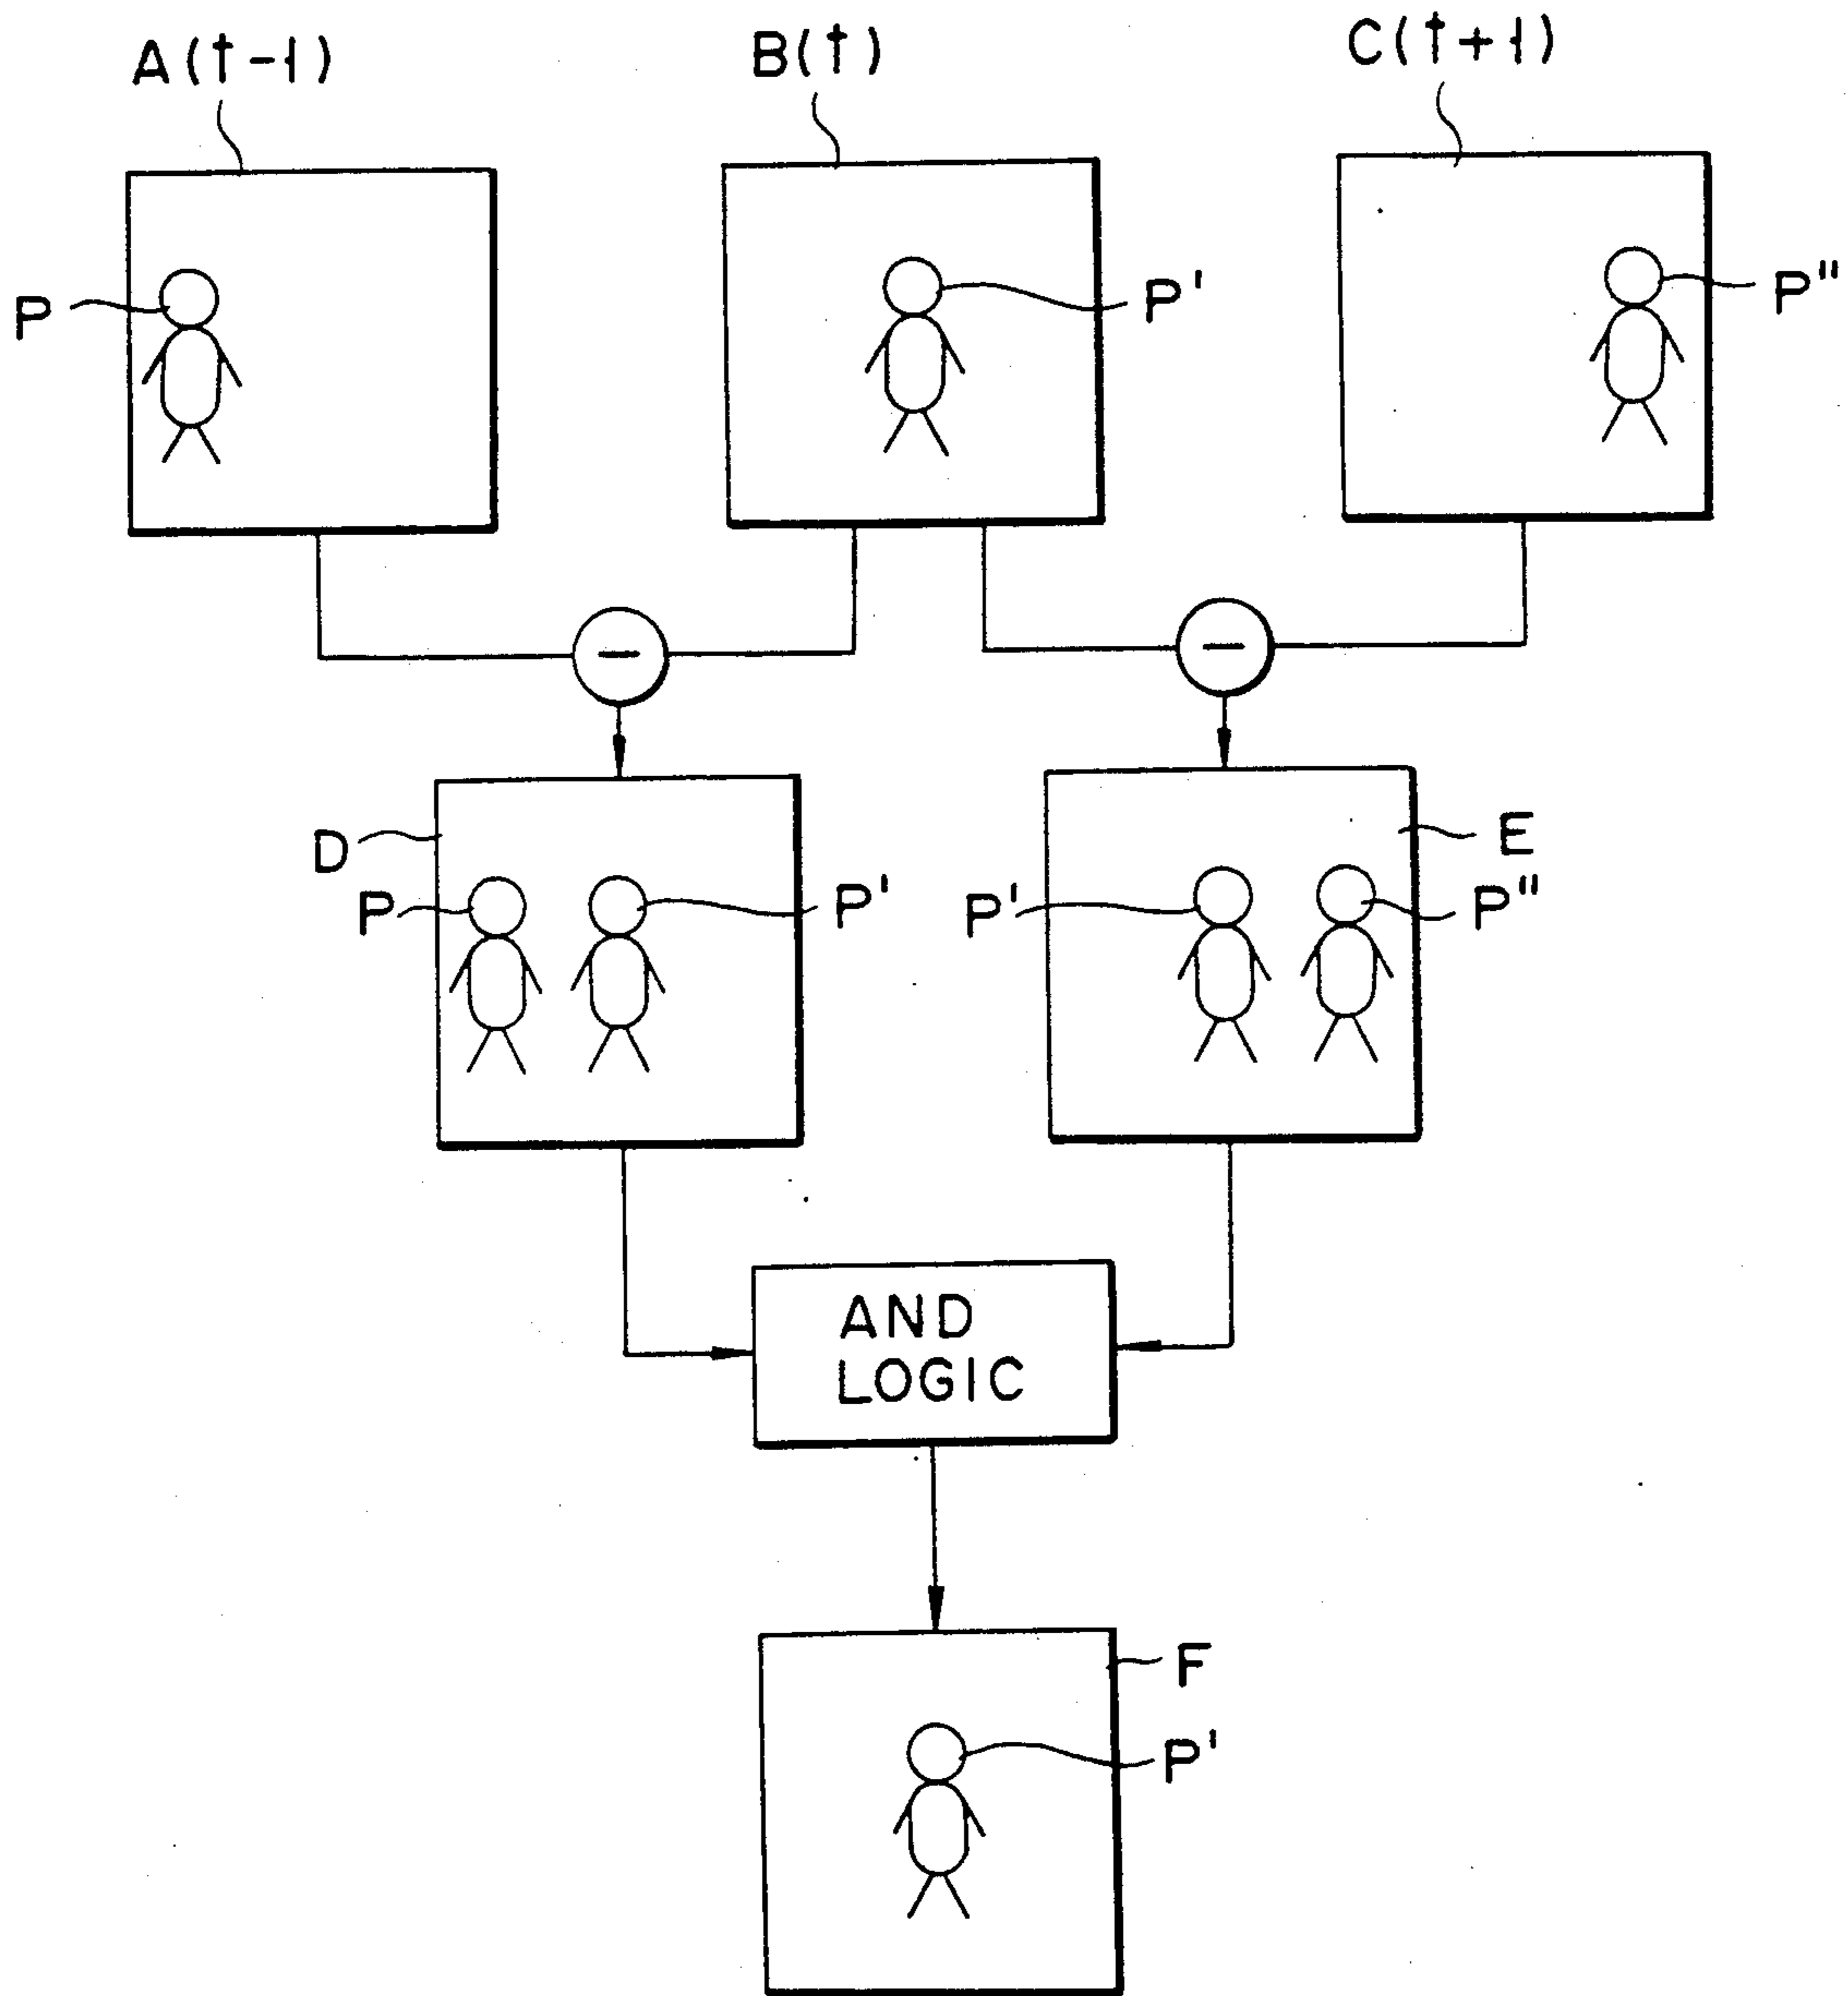 A(t-1)
B(t)
C(t+1)
P
P'
P"
D
E
P
P'
P'
P"
AND
LOGIC
F
P'